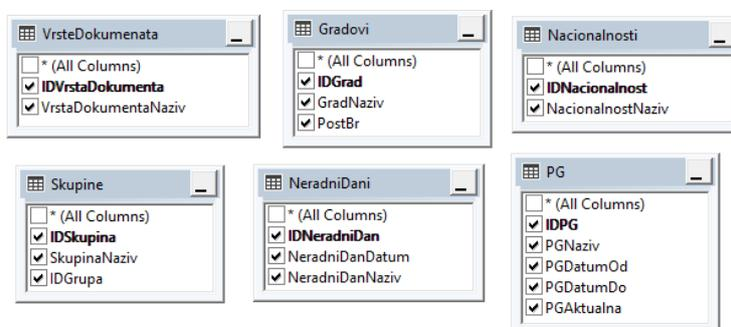 VrsteDokumenata
* (All Columns)
IDVrstaDokumenta
VrstaDokumentaNaziv
Gradovi
* (All Columns)
IDGrad
GradNaziv
PostBr
Nacionalnosti
* (All Columns)
IDNacionalnost
NacionalnostNaziv
Skupine
* (All Columns)
IDSkupina
SkupinaNaziv
IDGrupa
NeradniDani
* (All Columns)
IDNeradniDan
NeradniDanDatum
NeradniDanNaziv
PG
* (All Columns)
IDPG
PGNaziv
PGDatumOd
PGDatumDo
PGAktualna